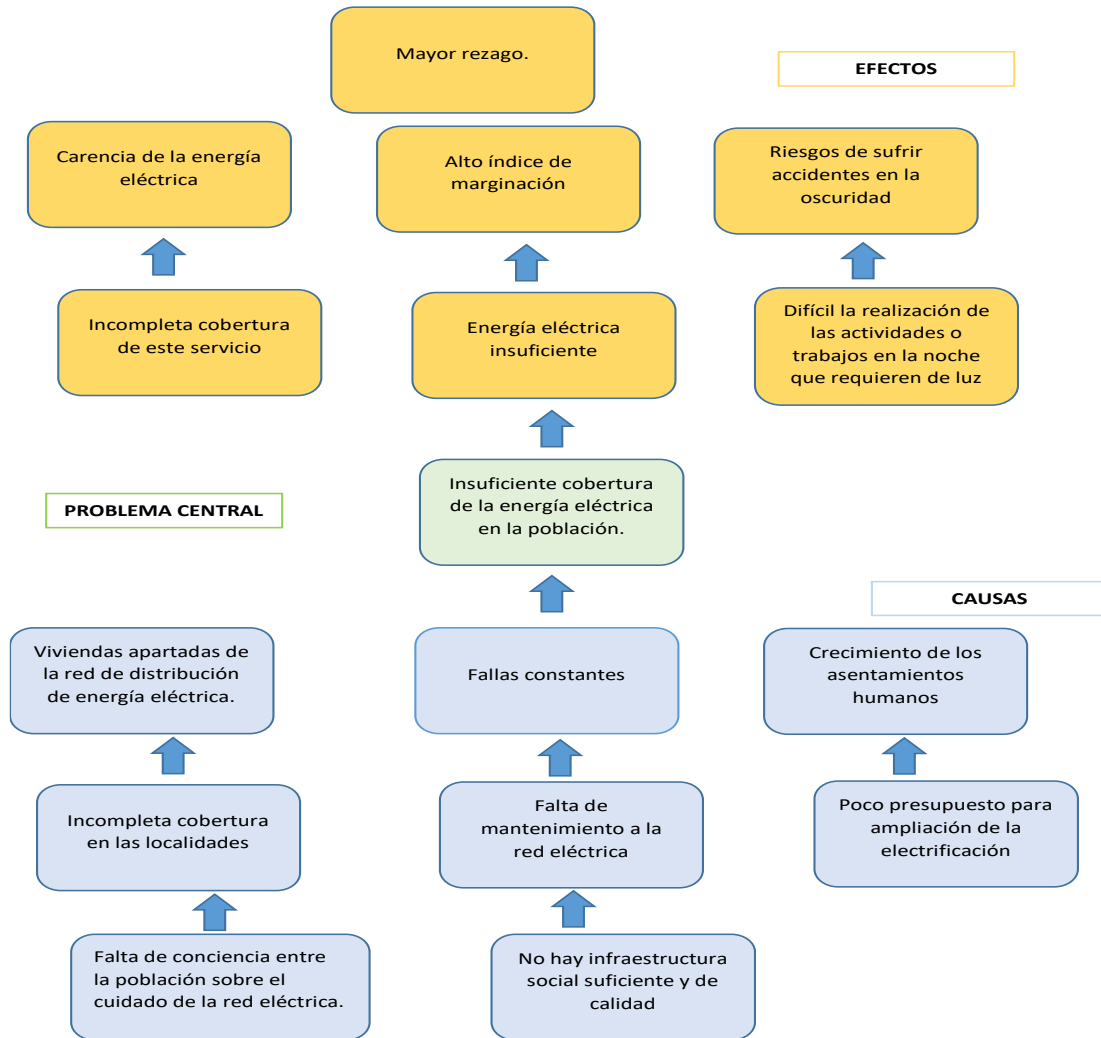 Mayor rezago.
EFECTOS
Carencia de la energía
eléctrica
Alto índice de
marginación
Riesgos de sufrir
accidentes en la
oscuridad
Incompleta cobertura
de este servicio
Energía eléctrica
insuficiente
Difícil la realización de
las actividades o
trabajos en la noche
que requieren de luz
PROBLEMA CENTRAL
Insuficiente cobertura
de la energía eléctrica
en la población.
CAUSAS
Viviendas apartadas de
la red de distribución
de energía eléctrica.
Fallas constantes
Crecimiento de los
asentamientos
humanos
Incompleta cobertura
en las localidades
Falta de
mantenimiento a la
red eléctrica
Poco presupuesto para
ampliación de la
electrificación
Falta de conciencia entre
la población sobre el
cuidado de la red eléctrica.
No hay infraestructura
social suficiente y de
calidad